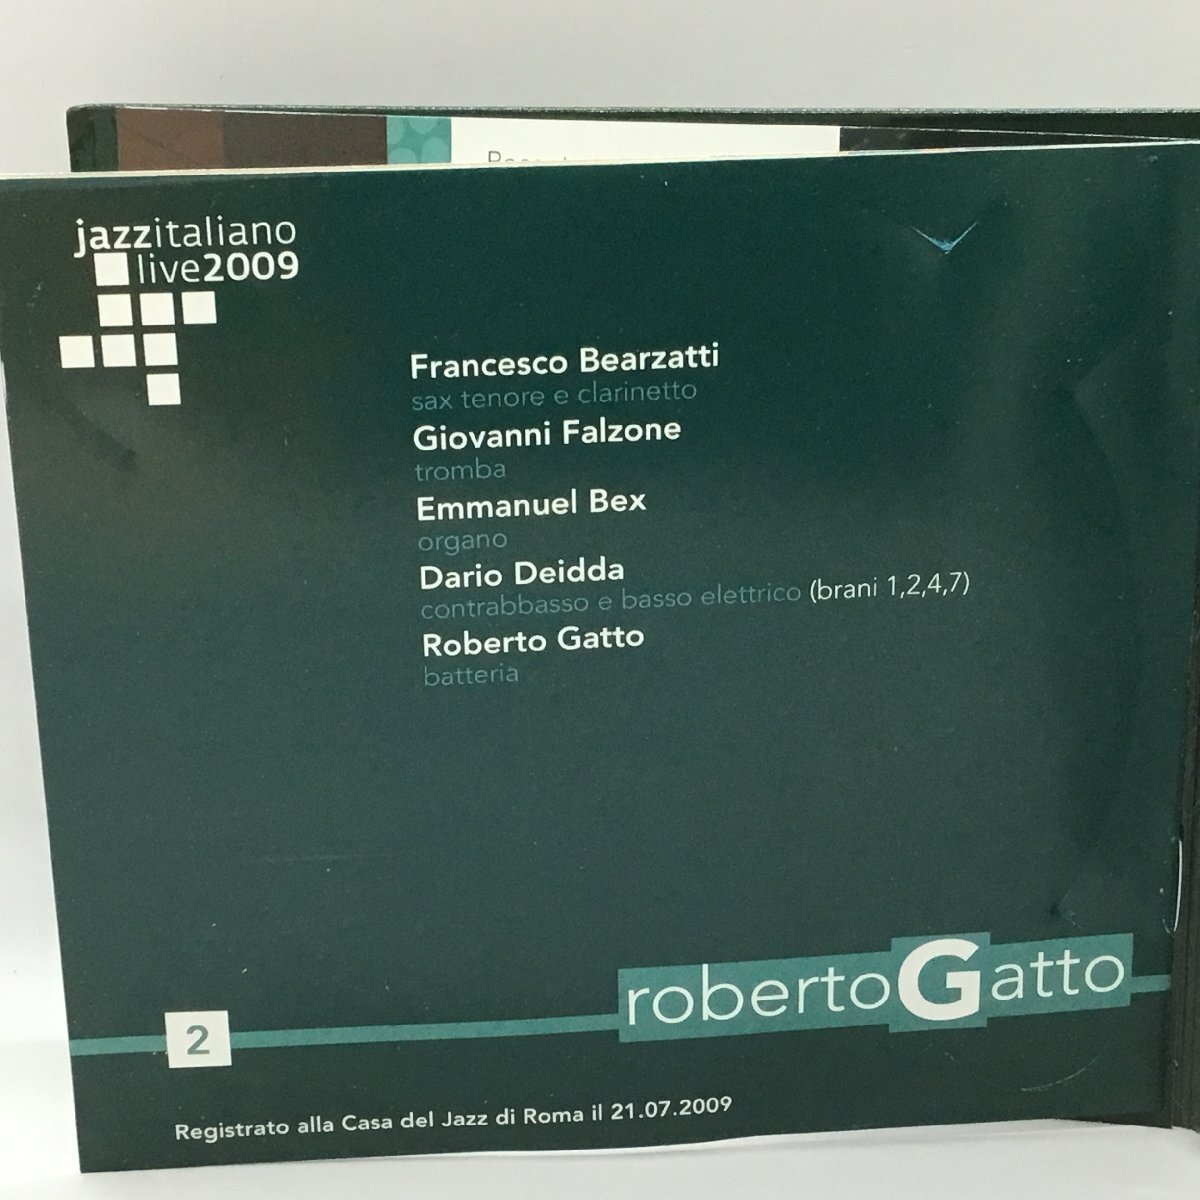 jazzitaliano
live2009
Francesco Bearzatti
sax tenore e clarinetto
Giovanni Falzone
tromba
Emmanuel Bex
organo
Dario Deidda
contrabbasso e basso elettrico (brani 1,2,4,7)
Roberto Gatto
batteria
robertoGatto
2
Registrato alla Casa del Jazz di Roma il 21.07.2009